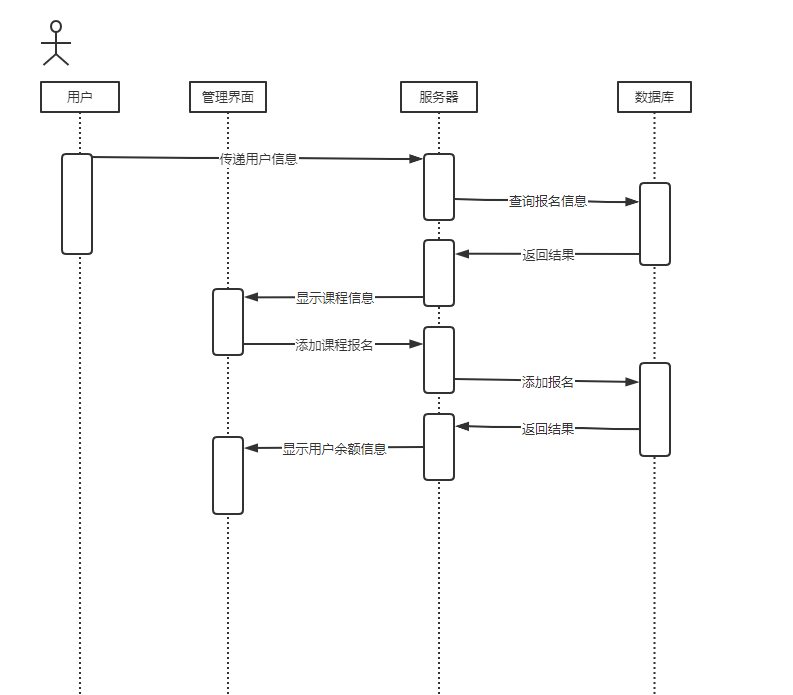 用户
管理界面
服务器
数据库
传递用户信息
查询报名信息
返回结果
显示课程信息
添加课程报名
添加报名
返回结果
显示用户余额信息